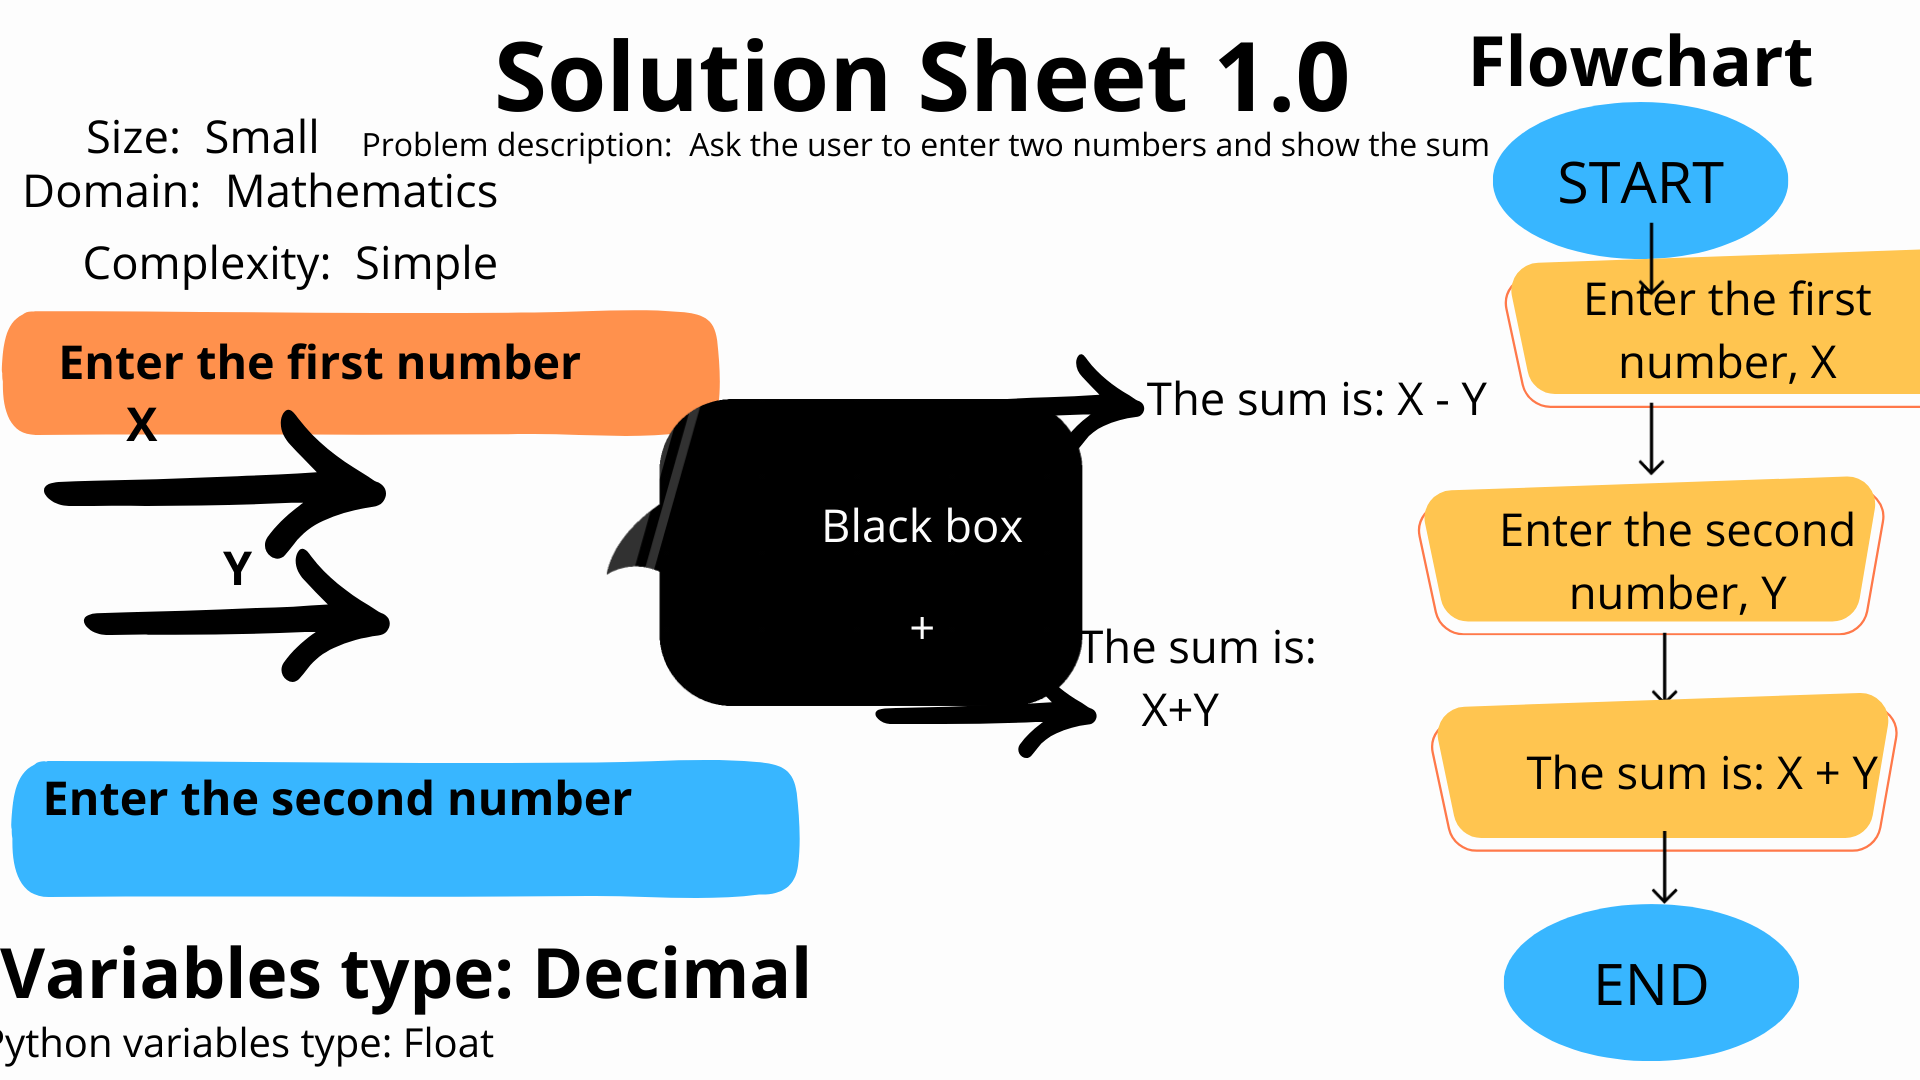 Solution Sheet 1.0
Problem description:  Ask the user to enter two numbers and show the sum
Size:  Small
Domain:  Mathematics
Complexity:  Simple
Enter the first number
X
Y
Black box
+
The sum is: X - Y
The sum is:
X+Y
Enter the second number
Variables type: Decimal
Python variables type: Float
Flowchart
START
Enter the first
number, X
Enter the second
number, Y
The sum is: X + Y
END